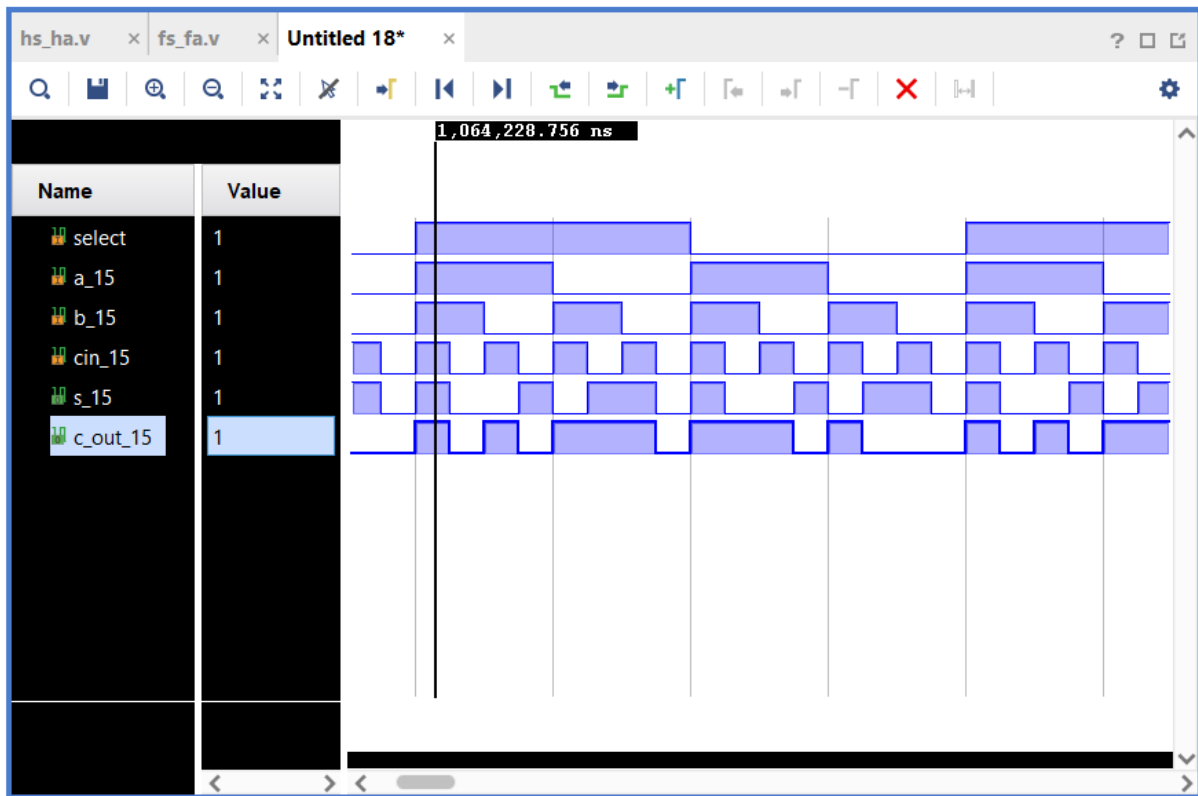 hs_ha.v × fs_fa.v × Untitled 18* × ?
1,064,228.756 ns
Name Value
select 1
a_15 1
b_15 1
cin_15 1
s_15 1
c_out_15 1